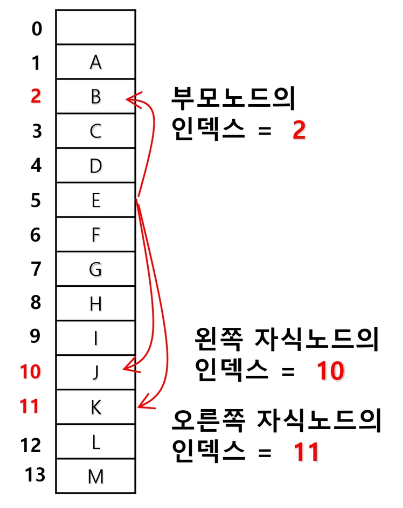 0
1 A
2 B
부모노드의
인덱스 = 2
3 C
4 D
5 E
6 F
7 G
8 H
9 I
왼쪽 자식노드의
인덱스 = 10
10 J
11 K
오른쪽 자식노드의
인덱스 = 11
12 L
13 M